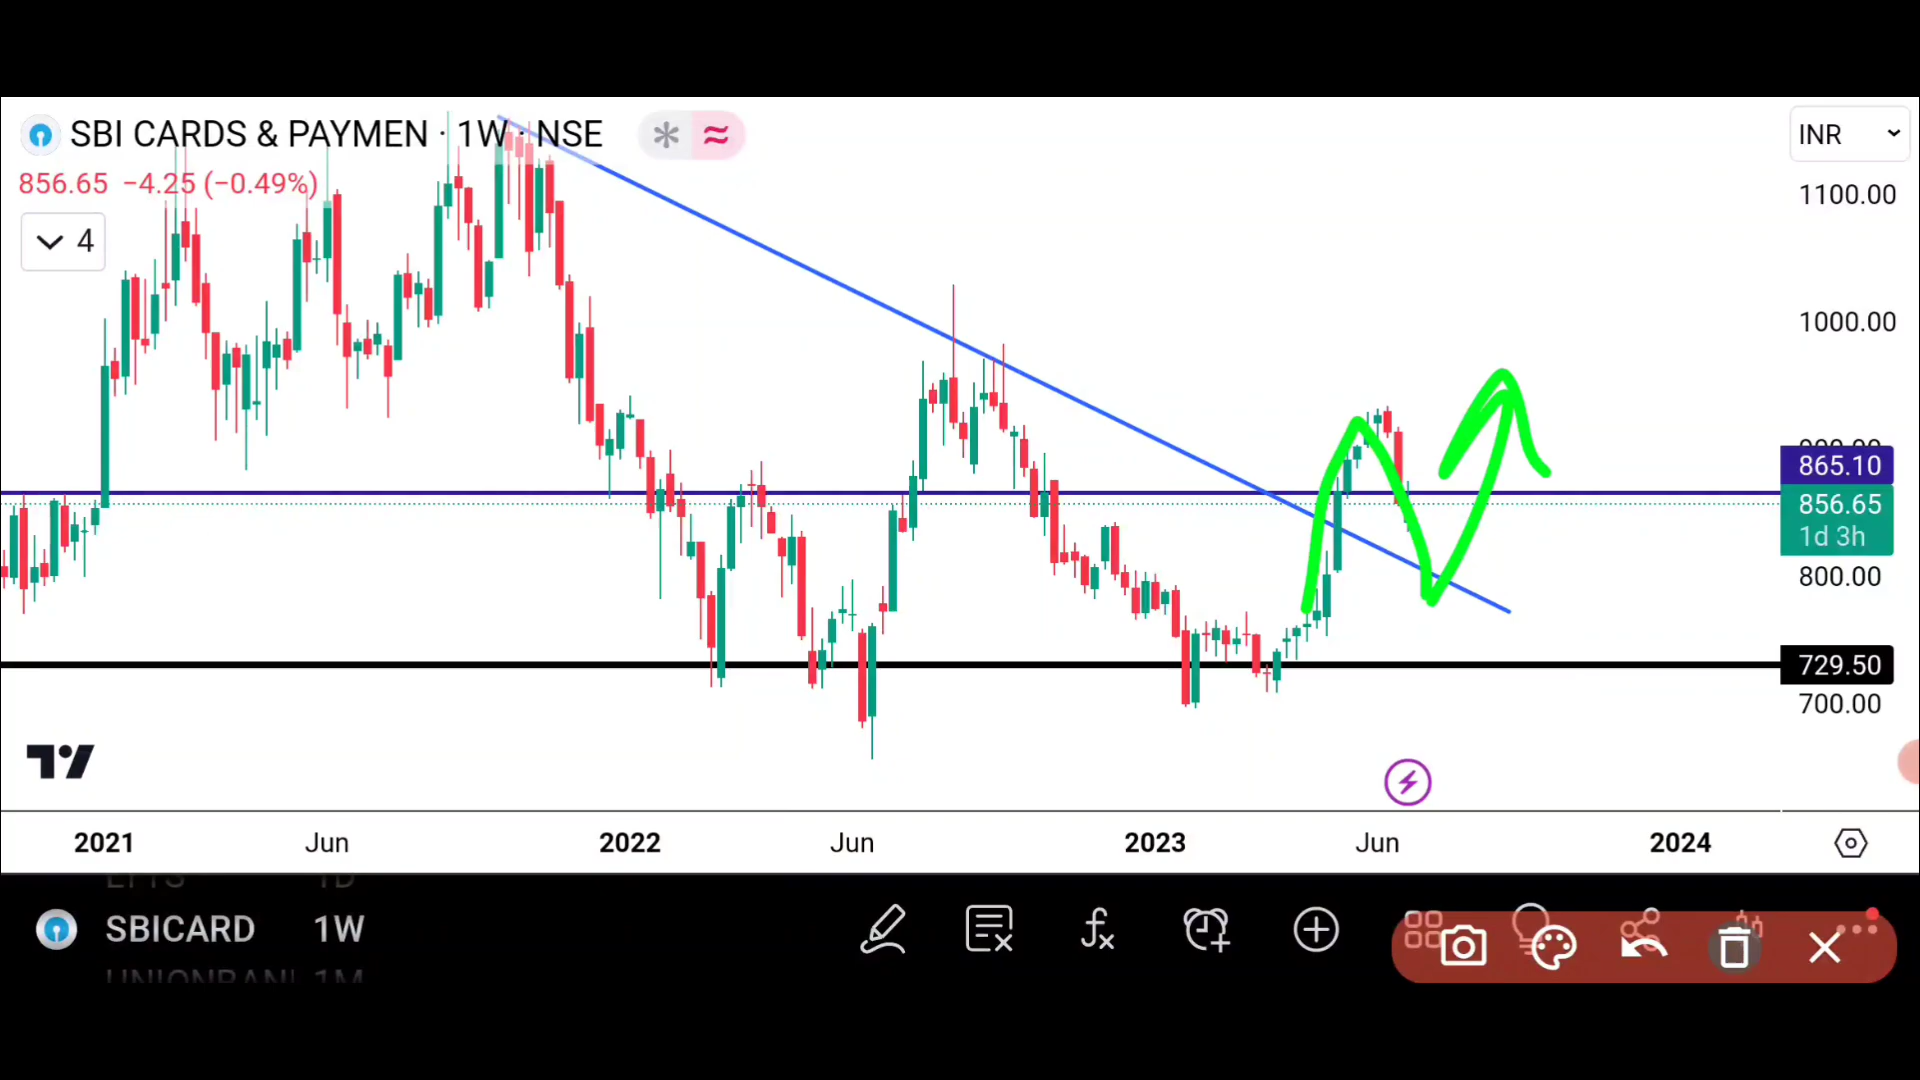 SBI CARDS & PAYMEN · 1W · NSE
INR
856.65 −4.25 (−0.49%)
4
1100.00
1000.00
865.10
856.65
1d 3h
800.00
729.50
700.00
2021 Jun 2022 Jun 2023 Jun 2024
SBICARD 1W